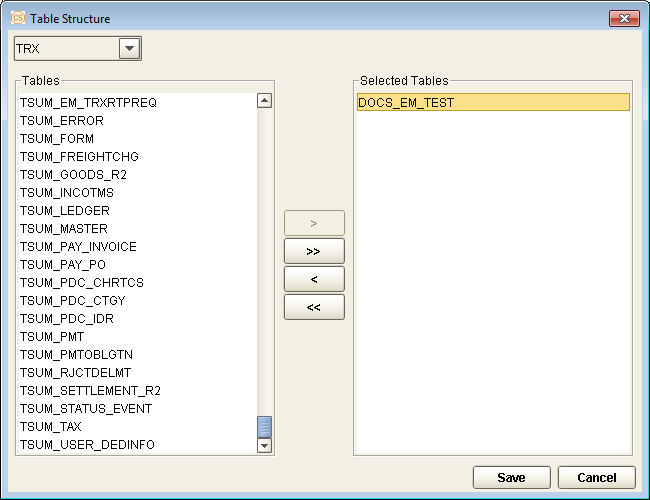 CS Table Structure
TRX
Tables
TSUM_EM_TRXRTPREQ
TSUM_ERROR
TSUM_FORM
TSUM_FREIGHTCHG
TSUM_GOODS_R2
TSUM_INCOTMS
TSUM_LEDGER
TSUM_MASTER
TSUM_PAY_INVOICE
TSUM_PAY_PO
TSUM_PDC_CHRTCS
TSUM_PDC_CTGY
TSUM_PDC_IDR
TSUM_PMT
TSUM_PMTOBLGTN
TSUM_RJCTDELMT
TSUM_SETTLEMENT_R2
TSUM_STATUS_EVENT
TSUM_TAX
TSUM_USER_DEDINFO
>
>>
<
<<
Selected Tables
DOCS_EM_TEST
Save Cancel